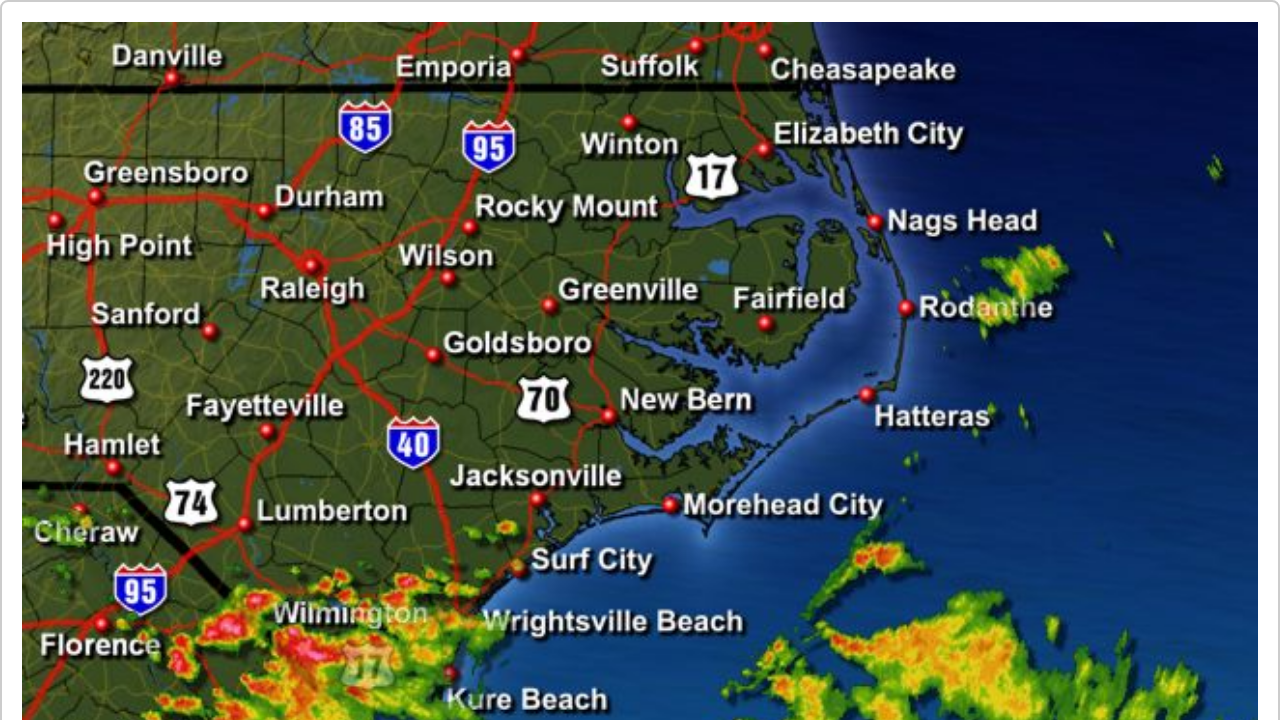 Danville
Emporia
Suffolk
Cheasapeake
85
95
Winton
Elizabeth City
17
Greensboro
Durham
Rocky Mount
Nags Head
High Point
Wilson
Raleigh
Greenville
Fairfield
Rodanthe
Sanford
Goldsboro
220
70
New Bern
Fayetteville
Hatteras
40
Hamlet
Jacksonville
74
Lumberton
Morehead City
Cheraw
Surf City
95
Wilmington
Wrightsville Beach
Florence
17
Kure Beach